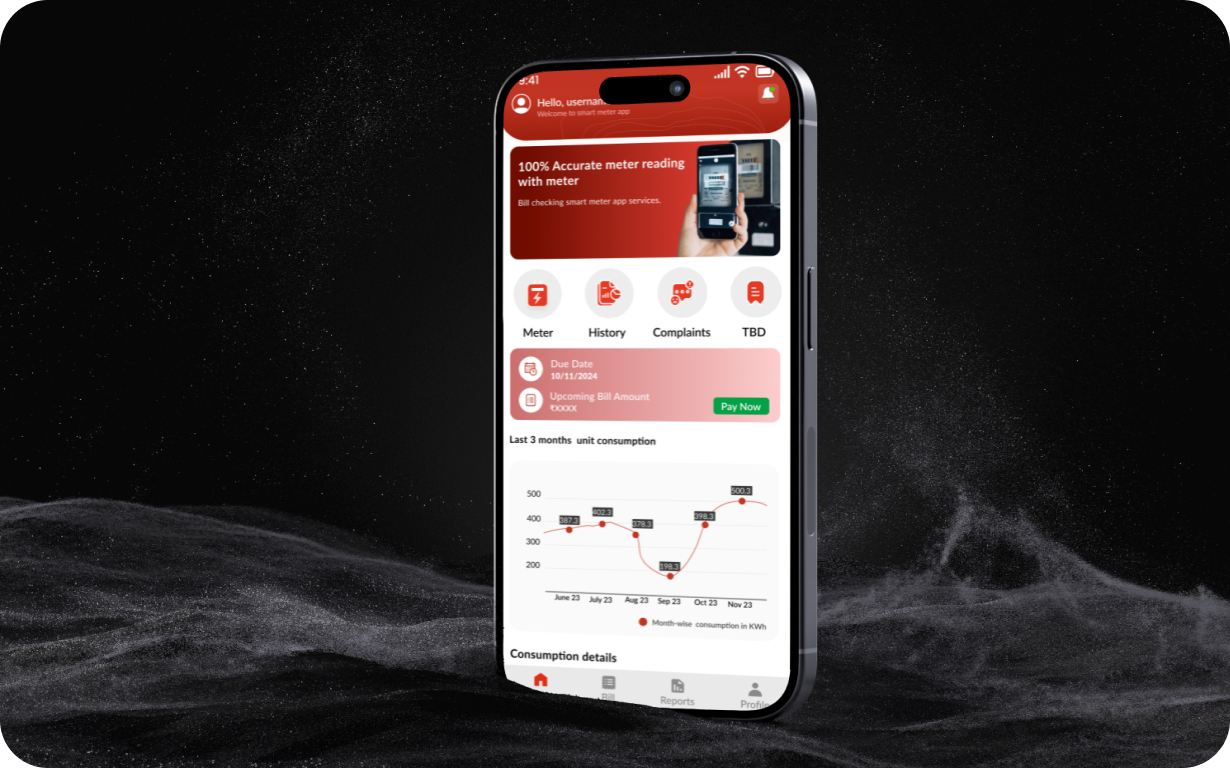 9:41
Hello, usernam
Welcome to smart meter app
100% Accurate meter reading
with meter
Bill checking smart meter app services.
Meter
History
Complaints
TBD
Due Date
10/11/2024
Upcoming Bill Amount
₹XXXX
Pay Now
Last 3 months unit consumption
500
400
300
200
387.3
402.3
378.3
198.3
398.3
500.3
June 23
July 23
Aug 23
Sep 23
Oct 23
Nov 23
Month-wise consumption in KWh
Consumption details
Bill
Reports
Profile